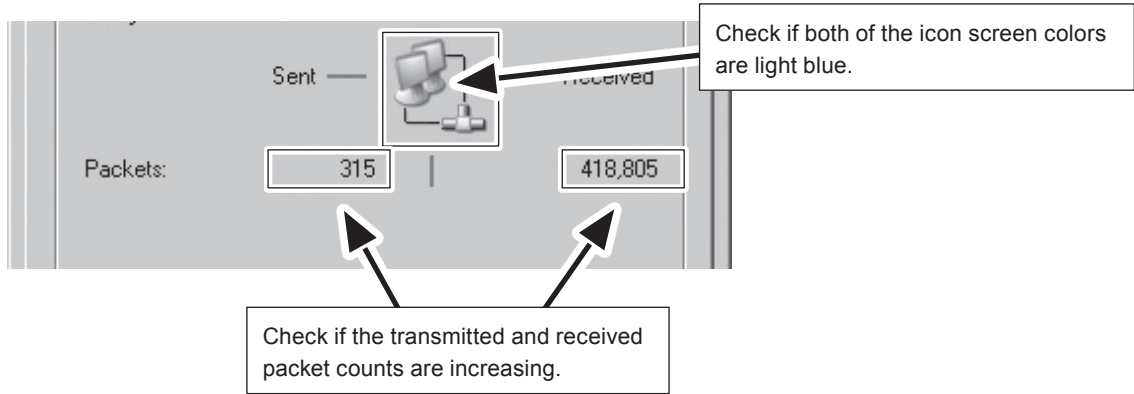 Check if both of the icon screen colors
are light blue.
Sent
Received
Packets:
315
418,805
Check if the transmitted and received
packet counts are increasing.